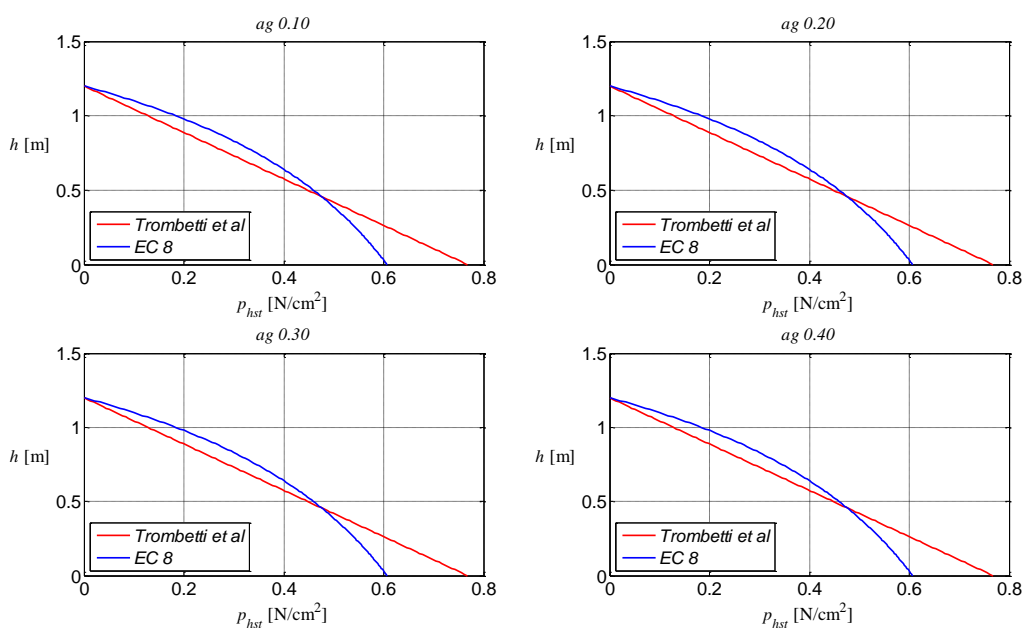 ag 0.10
1.5
1
h [m]
0.5
0
Trombetti et al
EC 8
0 0.2 0.4 0.6 0.8
p_hst [N/cm²]
ag 0.20
1.5
1
h [m]
0.5
0
Trombetti et al
EC 8
0 0.2 0.4 0.6 0.8
p_hst [N/cm²]
ag 0.30
1.5
1
h [m]
0.5
0
Trombetti et al
EC 8
0 0.2 0.4 0.6 0.8
p_hst [N/cm²]
ag 0.40
1.5
1
h [m]
0.5
0
Trombetti et al
EC 8
0 0.2 0.4 0.6 0.8
p_hst [N/cm²]